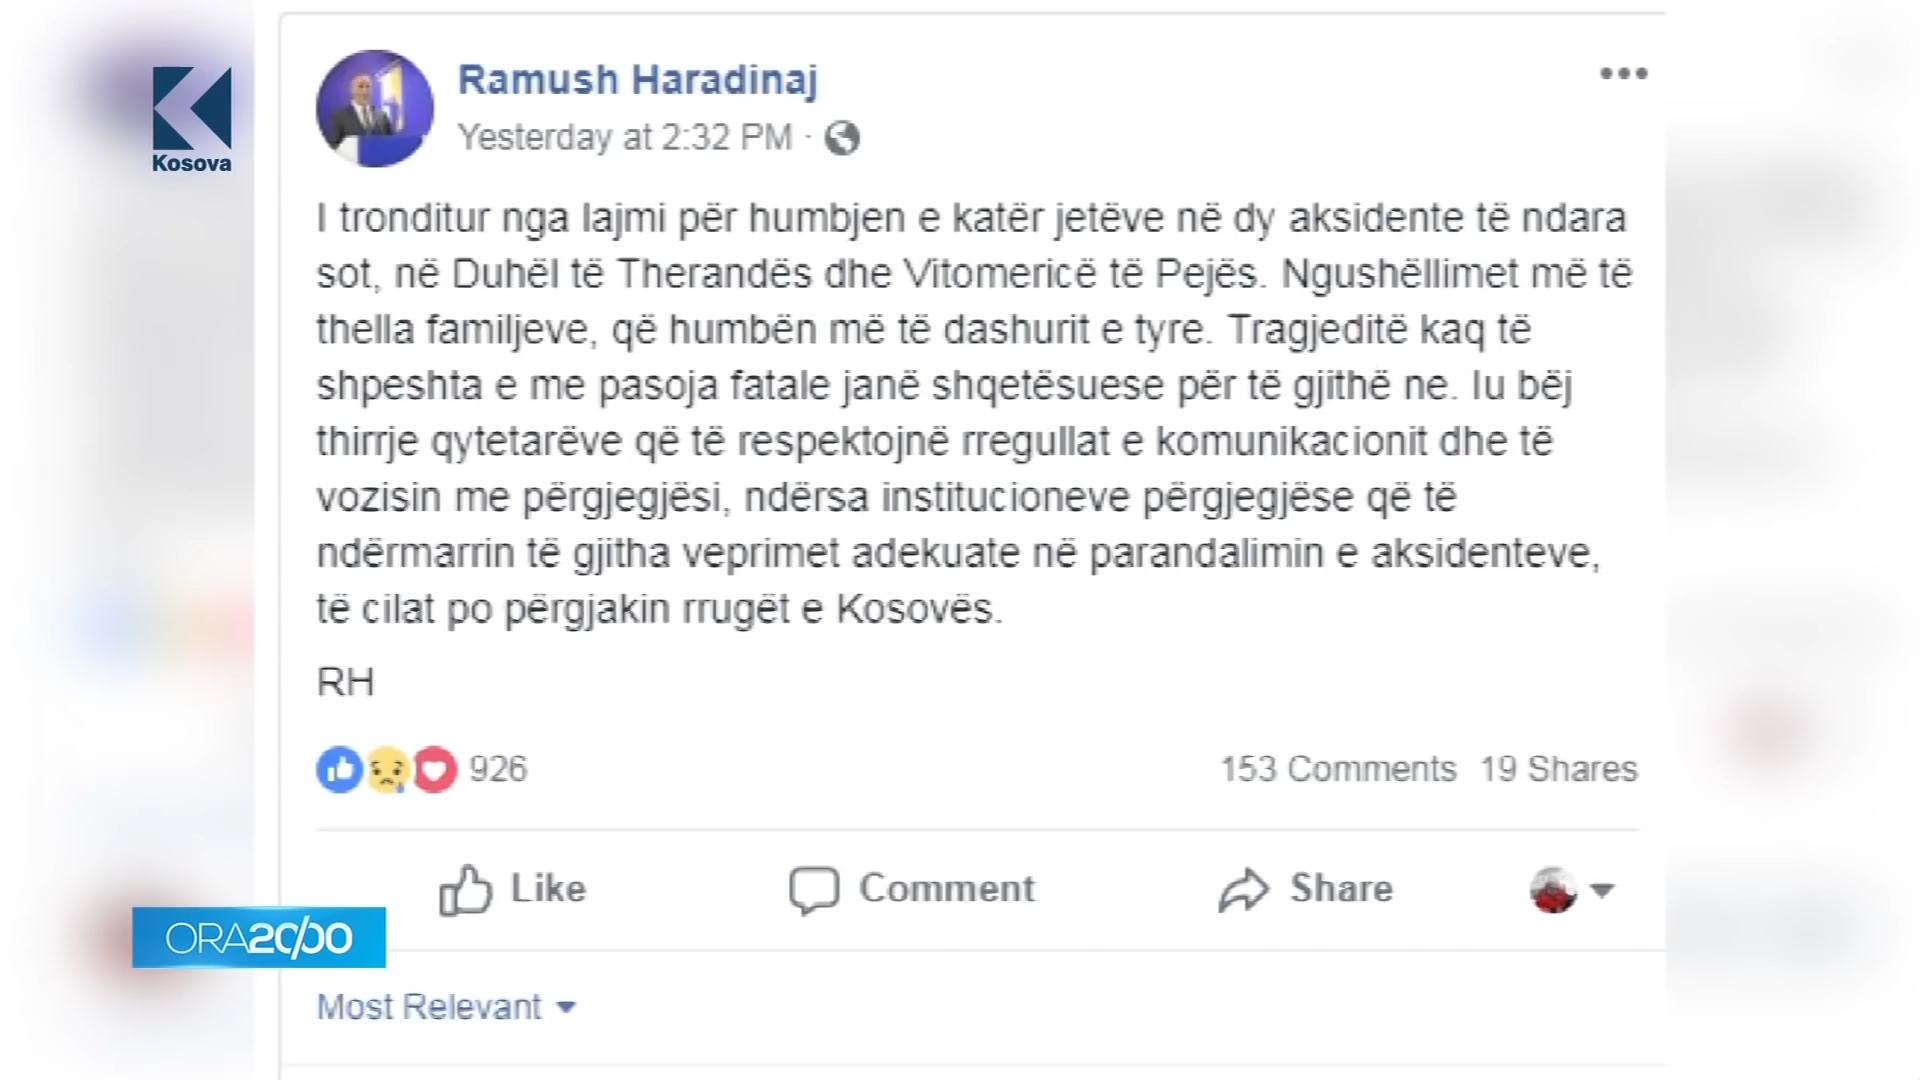 Kosova
Ramush Haradinaj
Yesterday at 2:32 PM ·
I tronditur nga lajmi për humbjen e katër jetëve në dy aksidente të ndara
sot, në Duhël të Therandës dhe Vitomericë të Pejës. Ngushëllimet më të
thella familjeve, që humbën më të dashurit e tyre. Tragjeditë kaq të
shpeshta e me pasoja fatale janë shqetësuese për të gjithë ne. Iu bëj
thirrje qytetarëve që të respektojnë rregullat e komunikacionit dhe të
vozisin me përgjegjësi, ndërsa institucioneve përgjegjëse që të
ndërmarrin të gjitha veprimet adekuate në parandalimin e aksidenteve,
të cilat po përgjakin rrugët e Kosovës.
RH
926
153 Comments 19 Shares
Like Comment Share
ORA20/00
Most Relevant